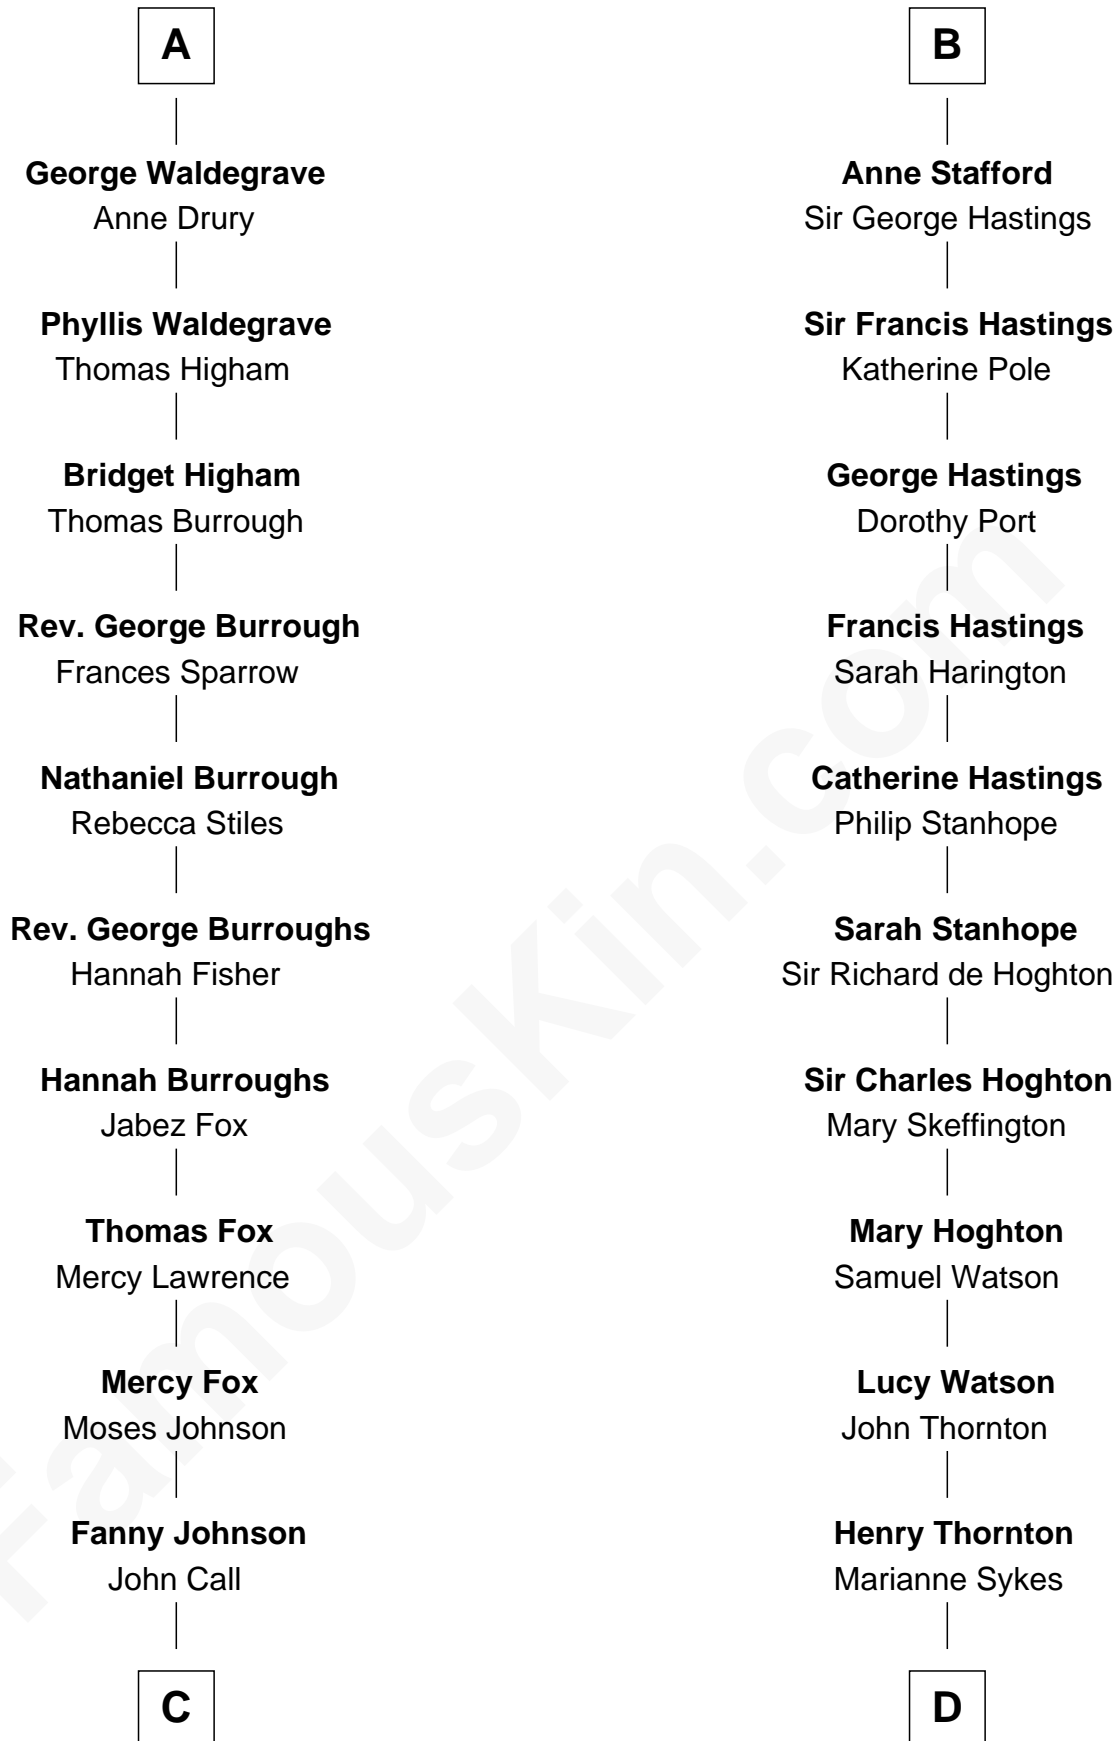 A
George Waldegrave
Anne Drury
Phyllis Waldegrave
Thomas Higham
Bridget Higham
Thomas Burrough
Rev. George Burrough
Frances Sparrow
Nathaniel Burrough
Rebecca Stiles
Rev. George Burroughs
Hannah Fisher
Hannah Burroughs
Jabez Fox
Thomas Fox
Mercy Lawrence
Mercy Fox
Moses Johnson
Fanny Johnson
John Call
C
B
Anne Stafford
Sir George Hastings
Sir Francis Hastings
Katherine Pole
George Hastings
Dorothy Port
Francis Hastings
Sarah Harington
Catherine Hastings
Philip Stanhope
Sarah Stanhope
Sir Richard de Hoghton
Sir Charles Hoghton
Mary Skeffington
Mary Hoghton
Samuel Watson
Lucy Watson
John Thornton
Henry Thornton
Marianne Sykes
D
FamousKin.com